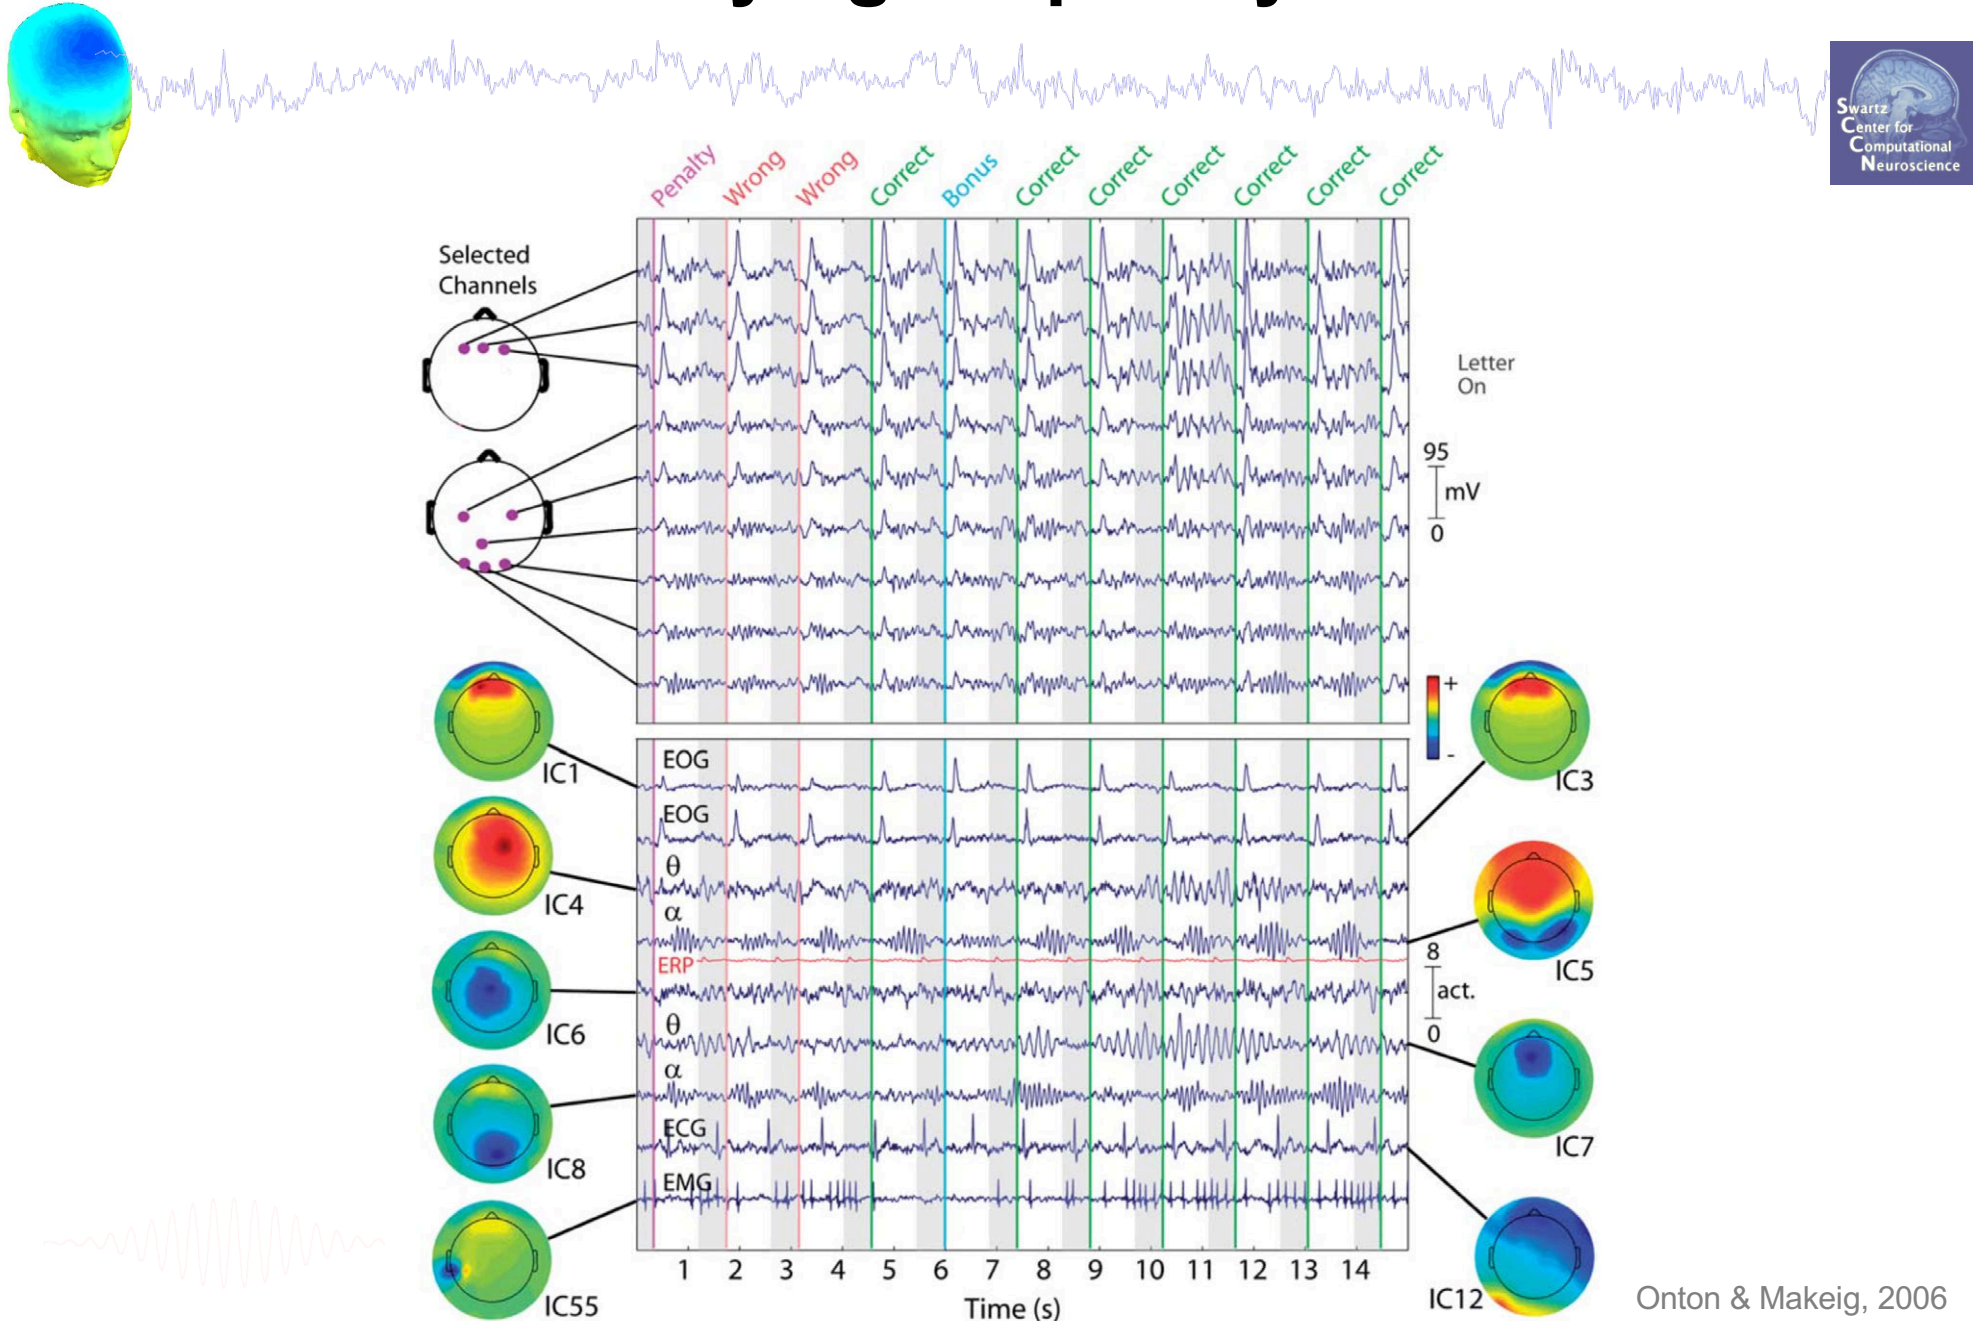 Swartz
Center for
Computational
Neuroscience
Penalty
Wrong
Wrong
Correct
Bonus
Correct
Correct
Correct
Correct
Correct
Correct
Selected
Channels
Letter
On
95
mV
0
+
-
IC1
IC4
IC6
IC8
IC55
EOG
EOG
θ
α
ERP
θ
α
ECG
EMG
IC3
IC5
8
act.
0
IC7
IC12
1 2 3 4 5 6 7 8 9 10 11 12 13 14
Time (s)
Onton & Makeig, 2006